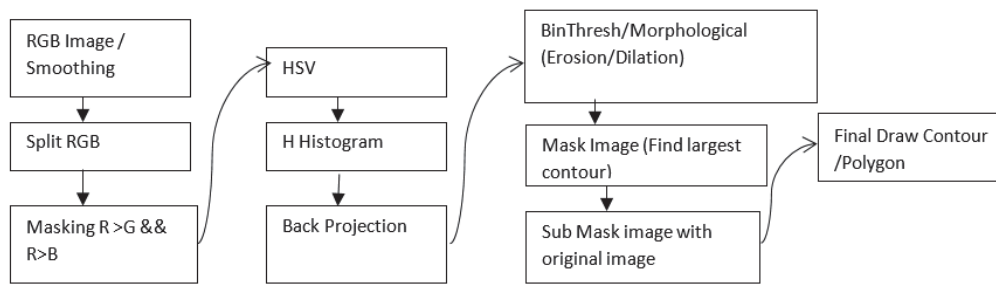 RGB Image /
Smoothing
Split RGB
Masking R >G &&
R>B
HSV
H Histogram
Back Projection
BinThresh/Morphological
(Erosion/Dilation)
Mask Image (Find largest
contour)
Sub Mask image with
original image
Final Draw Contour
/Polygon